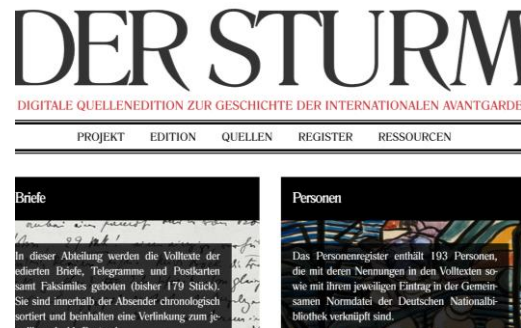 DER STURM
DIGITALE QUELLENEDITION ZUR GESCHICHTE DER INTERNATIONALEN AVANTGARDE
PROJEKT EDITION QUELLEN REGISTER RESSOURCEN
Briefe
In dieser Abteilung werden die Volltexte der
edierten Briefe, Telegramme und Postkarten
samt Faksimiles geboten (bisher 179 Stück).
Sie sind innerhalb der Absender chronologisch
sortiert und beinhalten eine Verlinkung zum je-
Personen
Das Personenregister enthält 193 Personen,
die mit deren Nennungen in den Volltexten so-
wie mit ihrem jeweiligen Eintrag in der Gemein-
samen Normdatei der Deutschen Nationalbi-
bliothek verknüpft sind.